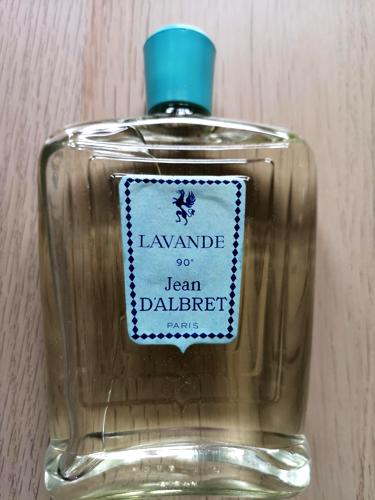 LAVANDE
90°
Jean
D'ALBRET
PARIS